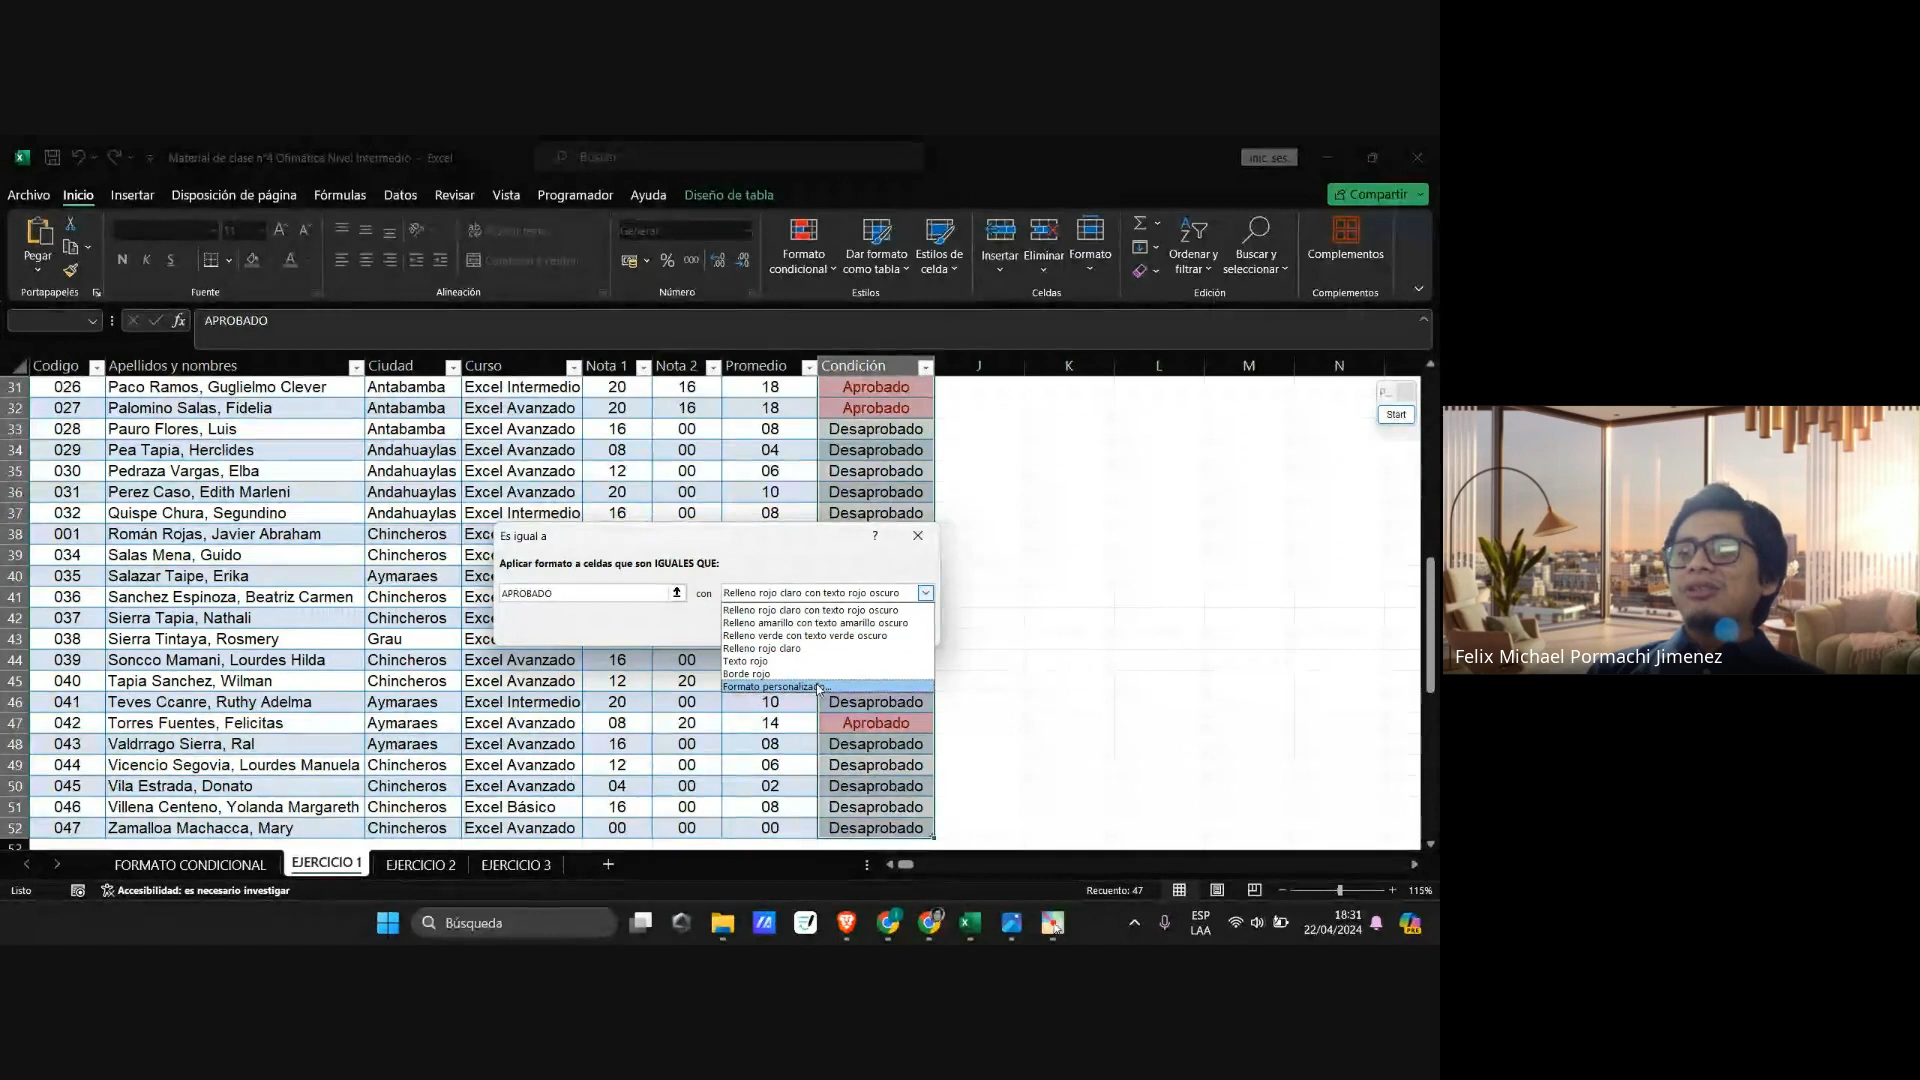 Material de clase n°4 Ofimática Nivel Intermedio - Excel
Buscar
Inic. ses.
Archivo Inicio Insertar Disposición de página Fórmulas Datos Revisar Vista Programador Ayuda Diseño de tabla
Compartir
Pegar
N K S
General
% 000
Formato condicional
Dar formato como tabla
Estilos de celda
Insertar
Eliminar
Formato
Ordenar y filtrar
Buscar y seleccionar
Complementos
Portapapeles Fuente Alineación Número Estilos Celdas Edición Complementos
fx APROBADO
Codigo Apellidos y nombres Ciudad Curso Nota 1 Nota 2 Promedio Condición J K L M N
31 026 Paco Ramos, Guglielmo Clever Antabamba Excel Intermedio 20 16 18 Aprobado
32 027 Palomino Salas, Fidelia Antabamba Excel Avanzado 20 16 18 Aprobado
33 028 Pauro Flores, Luis Antabamba Excel Avanzado 16 00 08 Desaprobado
34 029 Pea Tapia, Herclides Andahuaylas Excel Avanzado 08 00 04 Desaprobado
35 030 Pedraza Vargas, Elba Andahuaylas Excel Avanzado 12 00 06 Desaprobado
36 031 Perez Caso, Edith Marleni Andahuaylas Excel Avanzado 20 00 10 Desaprobado
37 032 Quispe Chura, Segundino Andahuaylas Excel Intermedio 16 00 08 Desaprobado
38 001 Román Rojas, Javier Abraham Chincheros
39 034 Salas Mena, Guido Chincheros
40 035 Salazar Taipe, Erika Aymaraes
41 036 Sanchez Espinoza, Beatriz Carmen Chincheros
42 037 Sierra Tapia, Nathali Chincheros
43 038 Sierra Tintaya, Rosmery Grau
44 039 Soncco Mamani, Lourdes Hilda Chincheros Excel Avanzado 16 00
45 040 Tapia Sanchez, Wilman Chincheros Excel Avanzado 12 20
46 041 Teves Ccanre, Ruthy Adelma Aymaraes Excel Intermedio 20 00 10 Desaprobado
47 042 Torres Fuentes, Felicitas Aymaraes Excel Avanzado 08 20 14 Aprobado
48 043 Valdrrago Sierra, Ral Aymaraes Excel Avanzado 16 00 08 Desaprobado
49 044 Vicencio Segovia, Lourdes Manuela Chincheros Excel Avanzado 12 00 06 Desaprobado
50 045 Vila Estrada, Donato Chincheros Excel Avanzado 04 00 02 Desaprobado
51 046 Villena Centeno, Yolanda Margareth Chincheros Excel Básico 16 00 08 Desaprobado
52 047 Zamalloa Machacca, Mary Chincheros Excel Avanzado 00 00 00 Desaprobado
Start
Es igual a ?
Aplicar formato a celdas que son IGUALES QUE:
APROBADO con Relleno rojo claro con texto rojo oscuro
Relleno rojo claro con texto rojo oscuro
Relleno amarillo con texto amarillo oscuro
Relleno verde con texto verde oscuro
Relleno rojo claro
Texto rojo
Borde rojo
Formato personalizado...
FORMATO CONDICIONAL EJERCICIO 1 EJERCICIO 2 EJERCICIO 3
Listo Accesibilidad: es necesario investigar Recuento: 47 115%
Búsqueda
ESP
LAA
18:31
22/04/2024
Felix Michael Pormachi Jimenez